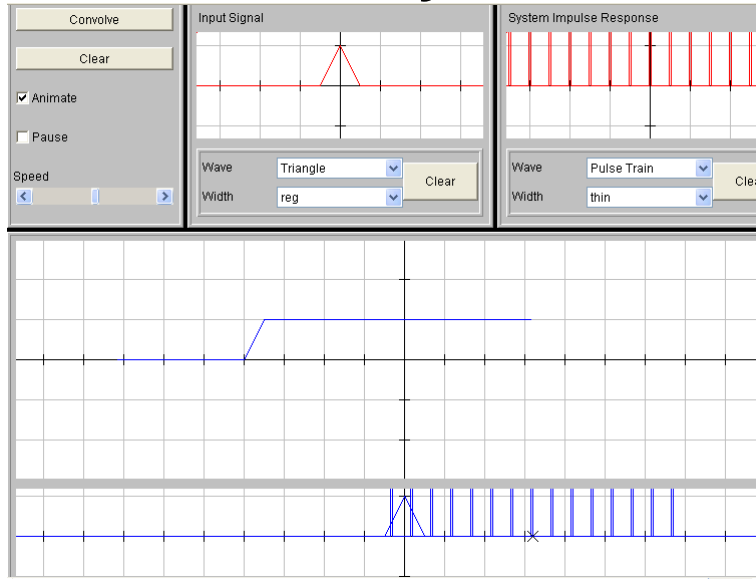 Convolve
Clear
Animate
Pause
Speed
Input Signal
Wave
Triangle
Width
reg
Clear
System Impulse Response
Wave
Pulse Train
Width
thin